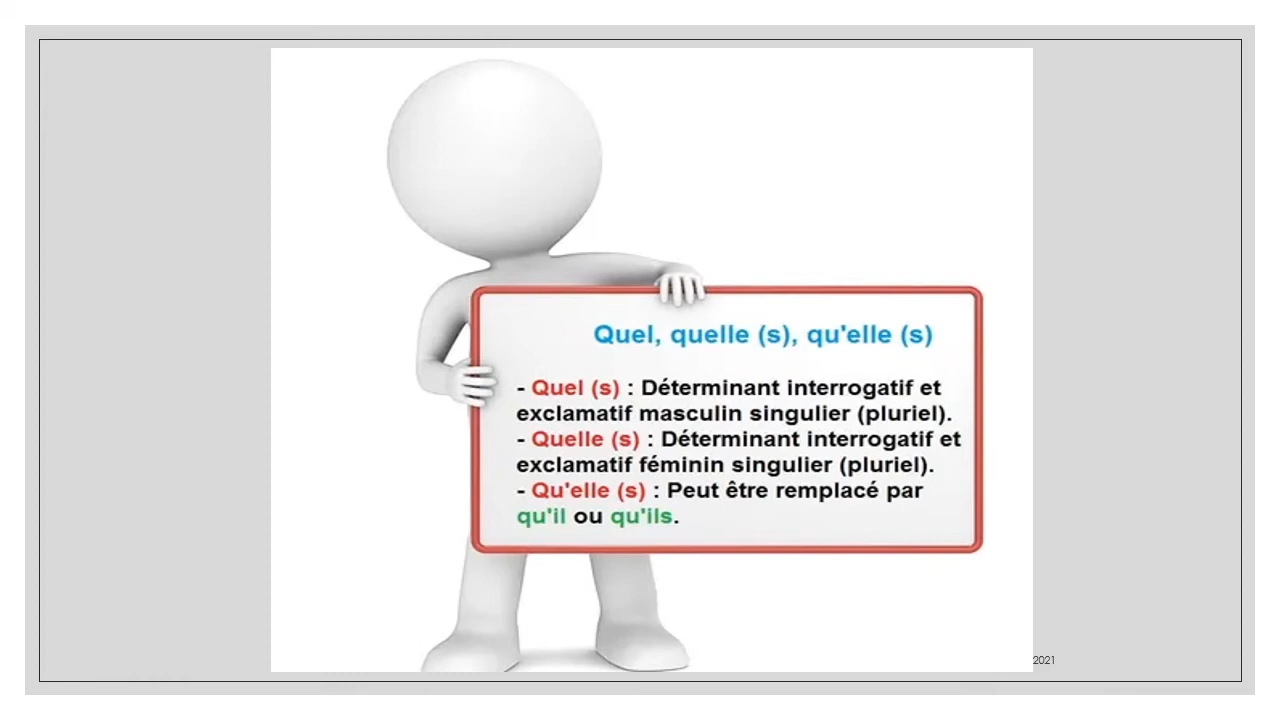 Quel, quelle (s), qu'elle (s)
- Quel (s) : Déterminant interrogatif et
exclamatif masculin singulier (pluriel).
- Quelle (s) : Déterminant interrogatif et
exclamatif féminin singulier (pluriel).
- Qu'elle (s) : Peut être remplacé par
qu'il ou qu'ils.
2021